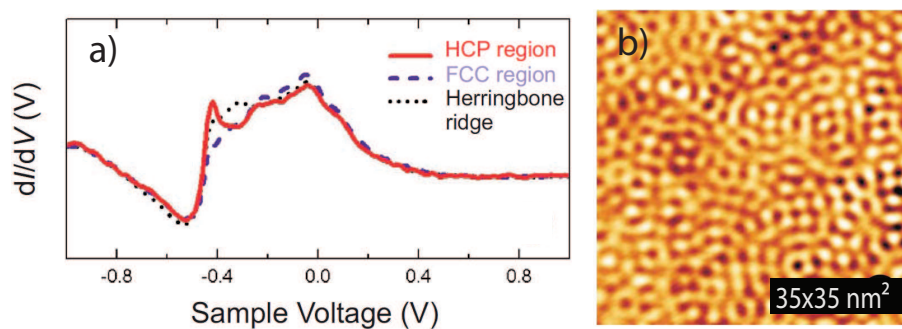 a)
HCP region
FCC region
Herringbone
ridge
dI/dV (V)
-0.8 -0.4 0.0 0.4 0.8
Sample Voltage (V)
b)
35x35 nm²